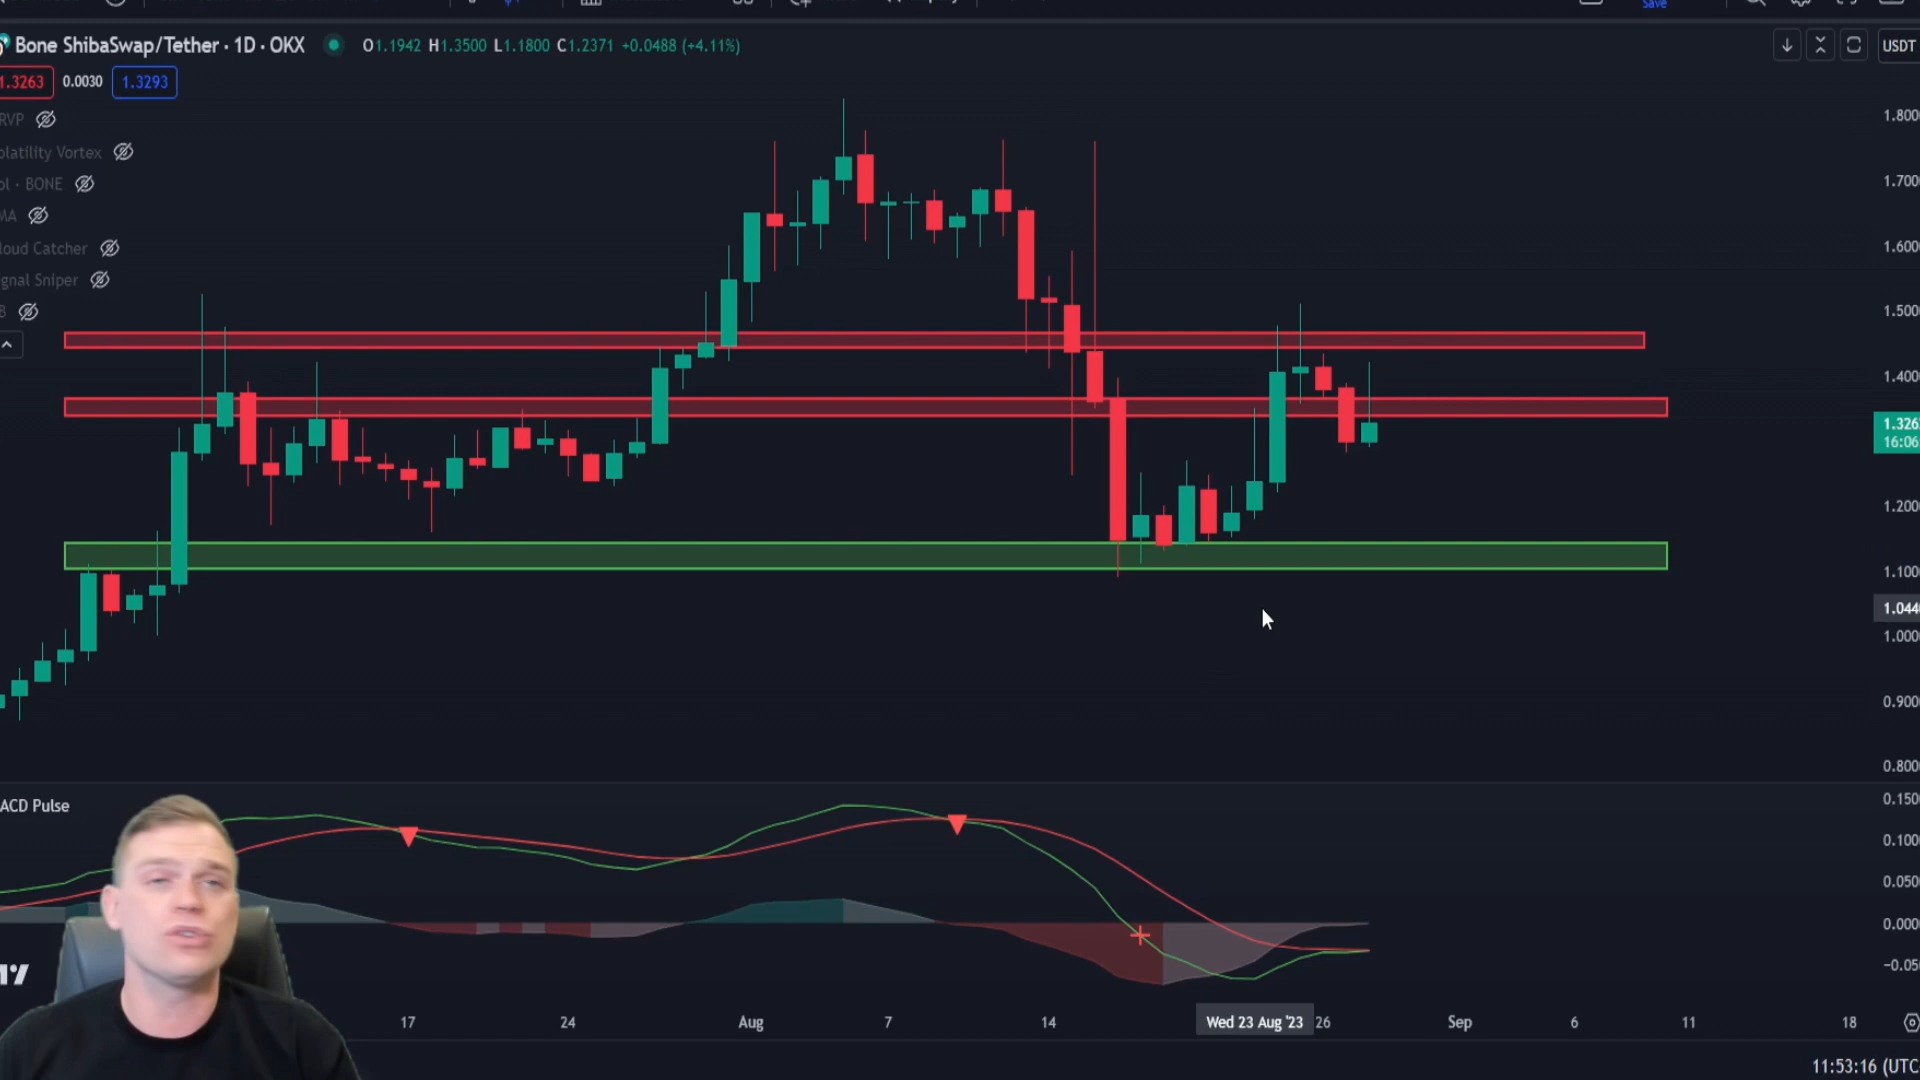 Save
Bone ShibaSwap/Tether · 1D · OKX O1.1942 H1.3500 L1.1800 C1.2371 +0.0488 (+4.11%)
USDT
1.3263 0.0030 1.3293
RVP
olatility Vortex
ol · BONE
MA
loud Catcher
gnal Sniper
B
1.800
1.700
1.600
1.500
1.400
1.326
16:06
1.200
1.100
1.044
1.000
0.900
0.800
ACD Pulse
0.150
0.100
0.050
0.000
-0.05
17 24 Aug 7 14 Wed 23 Aug '23 26 Sep 6 11 18
11:53:16 (UTC